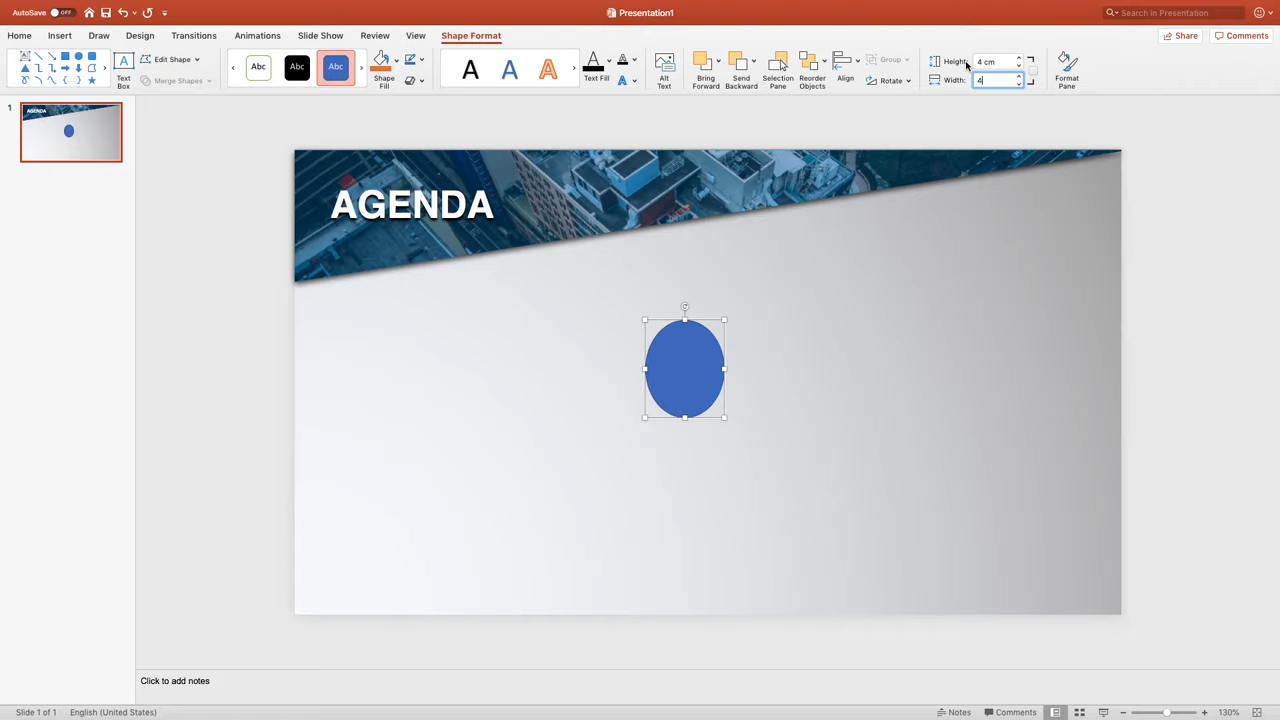 AutoSave OFF
Presentation1
Search in Presentation
Home Insert Draw Design Transitions Animations Slide Show Review View Shape Format
Share Comments
Text Box
Edit Shape
Merge Shapes
Abc Abc Abc
Shape Fill
A A A
Text Fill
Alt Text
Bring Forward
Send Backward
Selection Pane
Reorder Objects
Align
Group
Rotate
Height: 4 cm
Width: 4
Format Pane
1
AGENDA
AGENDA
Click to add notes
Slide 1 of 1 English (United States)
Notes Comments 130%